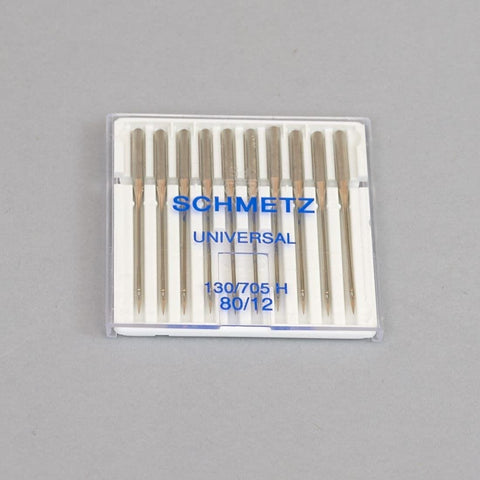 SCHMETZ
UNIVERSAL
130/705 H
80/12